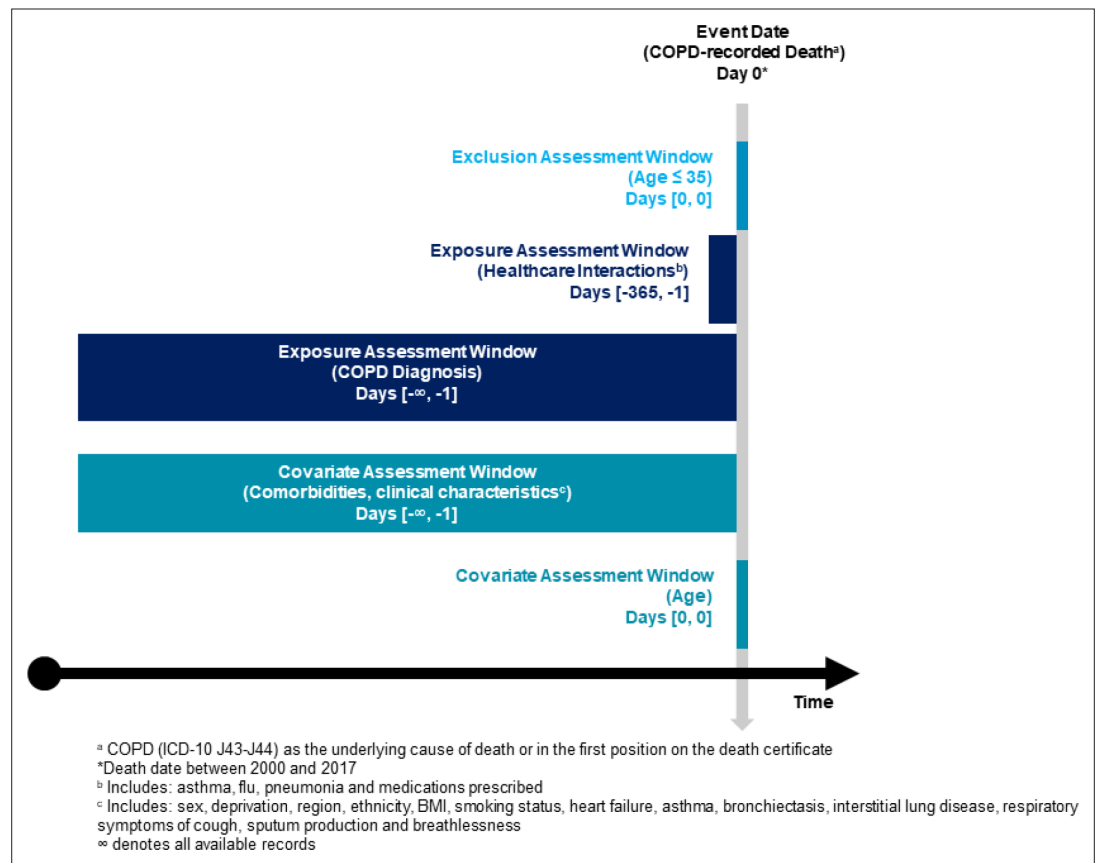 Event Date
(COPD-recorded Deathᵃ)
Day 0*
Exclusion Assessment Window
(Age ≤ 35)
Days [0, 0]
Exposure Assessment Window
(Healthcare Interactionsᵇ)
Days [-365, -1]
Exposure Assessment Window
(COPD Diagnosis)
Days [-∞, -1]
Covariate Assessment Window
(Comorbidities, clinical characteristicsᶜ)
Days [-∞, -1]
Covariate Assessment Window
(Age)
Days [0, 0]
Time
ᵃ COPD (ICD-10 J43-J44) as the underlying cause of death or in the first position on the death certificate
*Death date between 2000 and 2017
ᵇ Includes: asthma, flu, pneumonia and medications prescribed
ᶜ Includes: sex, deprivation, region, ethnicity, BMI, smoking status, heart failure, asthma, bronchiectasis, interstitial lung disease, respiratory
symptoms of cough, sputum production and breathlessness
∞ denotes all available records